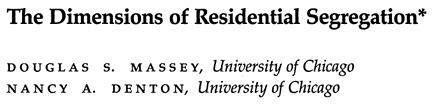 The Dimensions of Residential Segregation*
DOUGLAS S. MASSEY, University of Chicago
NANCY A. DENTON, University of Chicago